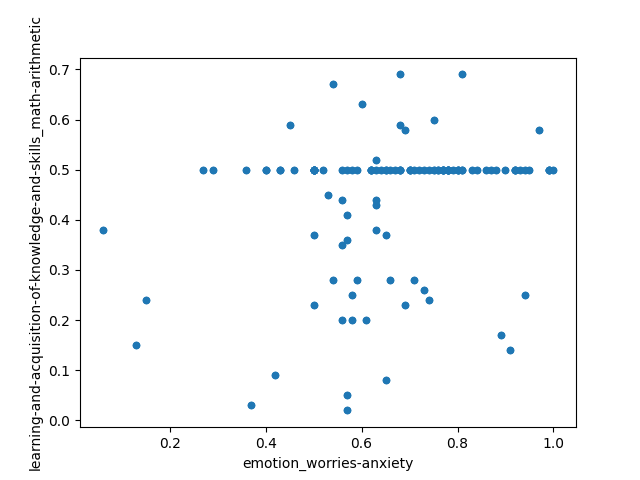 learning-and-acquisition-of-knowledge-and-skills_math-arithmetic
0.7
0.6
0.5
0.4
0.3
0.2
0.1
0.0
0.2 0.4 0.6 0.8 1.0
emotion_worries-anxiety